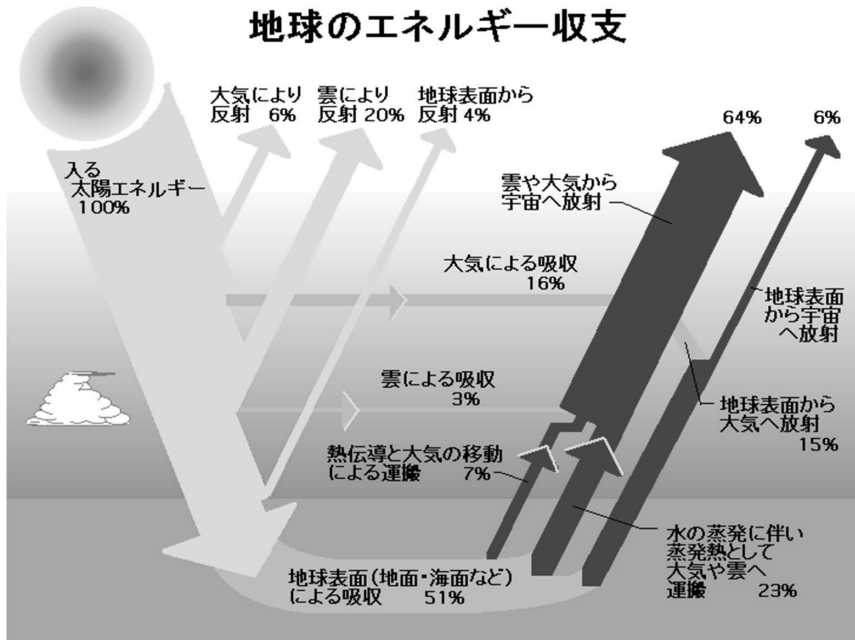 地球のエネルギー収支
大気により
反射 6%
雲により
反射20%
地球表面から
反射4%
64%
6%
入る
太陽エネルギー
100%
雲や大気から
宇宙へ放射
大気による吸収
16%
地球表面
から宇宙
へ放射
雲による吸収
3%
地球表面から
大気へ放射
15%
熱伝導と大気の移動
による運搬 7%
水の蒸発に伴い
蒸発熱として
大気や雲へ
運搬 23%
地球表面(地面・海面など)
による吸収 51%